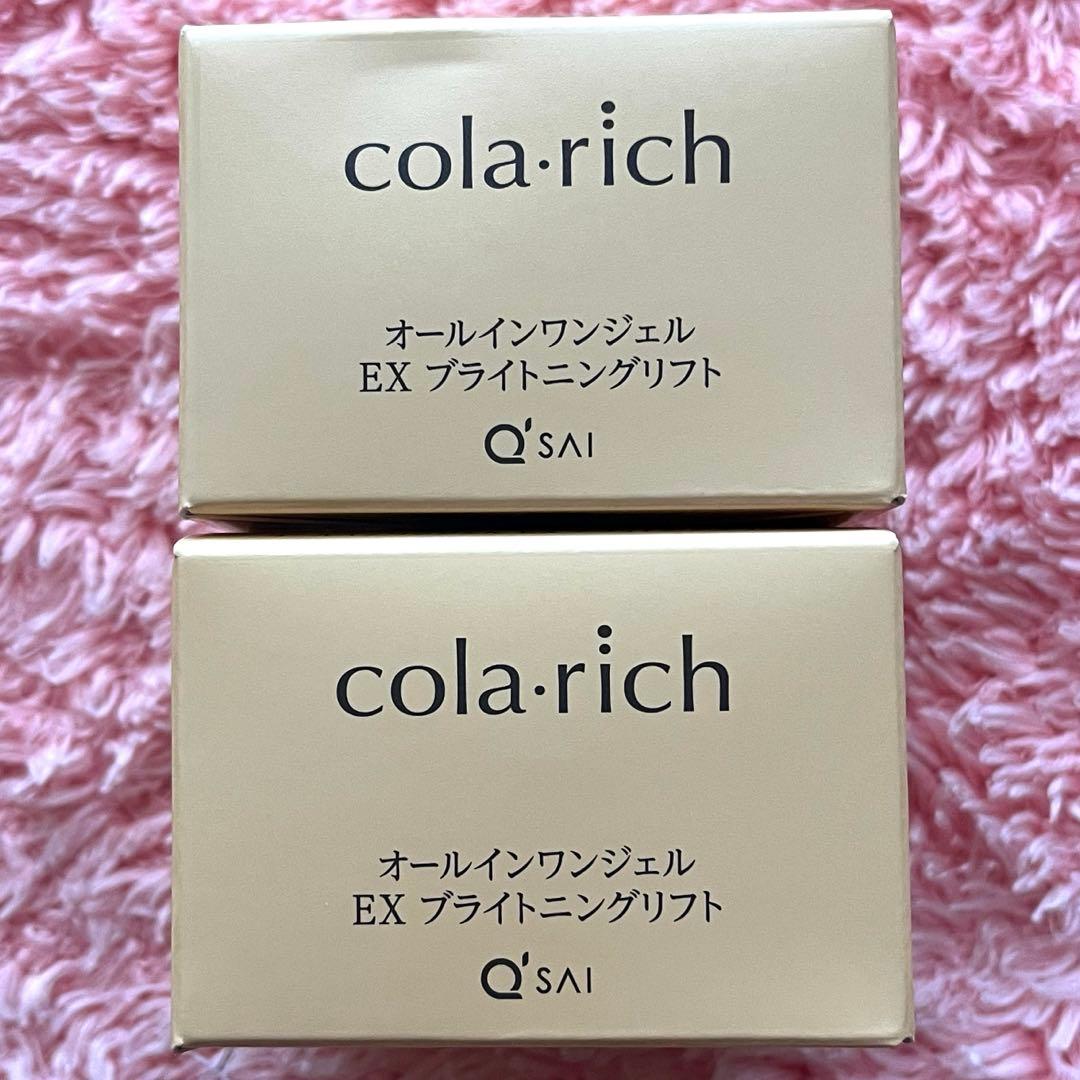 cola·rich
オールインワンジェル
EX ブライトニングリフト
Q'SAI
cola·rich
オールインワンジェル
EX ブライトニングリフト
Q'SAI